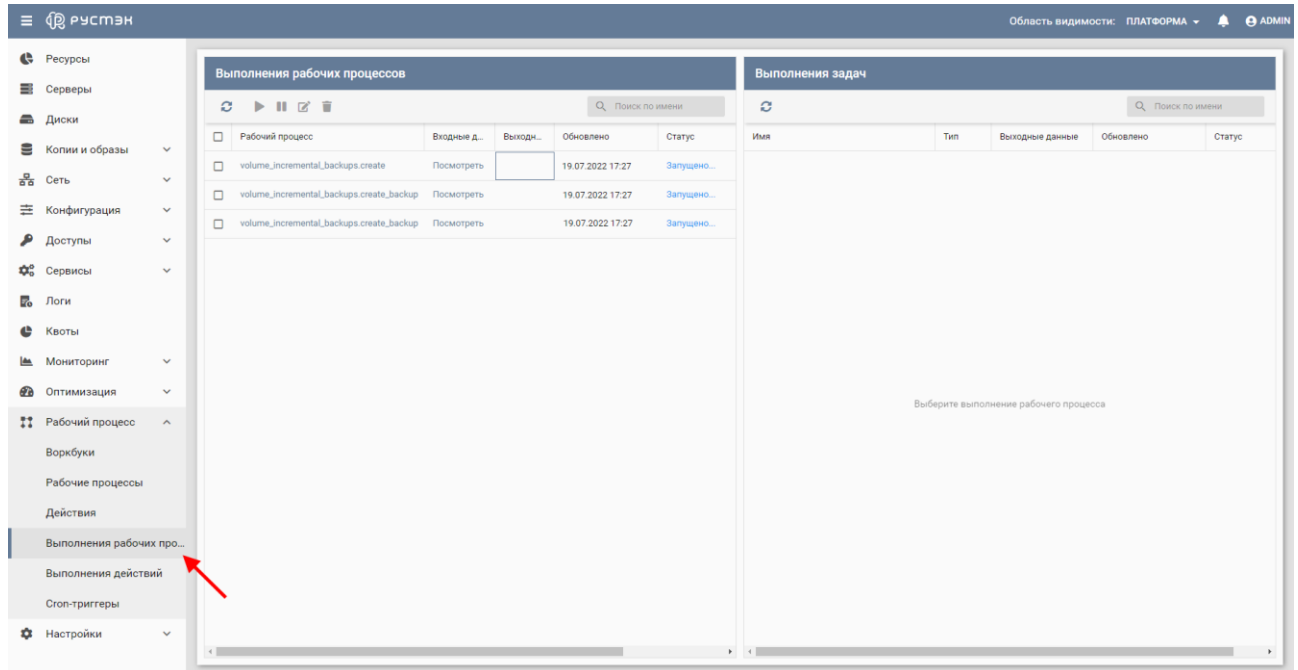 РУСТЭК
Область видимости: ПЛАТФОРМА
ADMIN
Ресурсы
Серверы
Диски
Копии и образы
Сеть
Конфигурация
Доступы
Сервисы
Логи
Квоты
Мониторинг
Оптимизация
Рабочий процесс
Воркбуки
Рабочие процессы
Действия
Выполнения рабочих про...
Выполнения действий
Cron-триггеры
Настройки
Выполнения рабочих процессов
Поиск по имени
Рабочий процесс Входные д... Выходн... Обновлено Статус
volume_incremental_backups.create Посмотреть 19.07.2022 17:27 Запущено...
volume_incremental_backups.create_backup Посмотреть 19.07.2022 17:27 Запущено...
volume_incremental_backups.create_backup Посмотреть 19.07.2022 17:27 Запущено...
Выполнения задач
Поиск по имени
Имя Тип Выходные данные Обновлено Статус
Выберите выполнение рабочего процесса